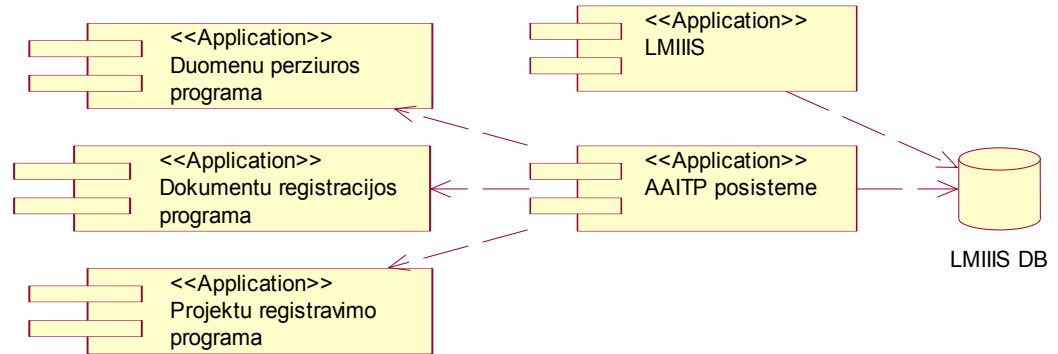 <<Application>>
Duomenu perziuros
programa
<<Application>>
LMIIIS
<<Application>>
Dokumentu registracijos
programa
<<Application>>
AAITP posisteme
LMIIIS DB
<<Application>>
Projektu registravimo
programa